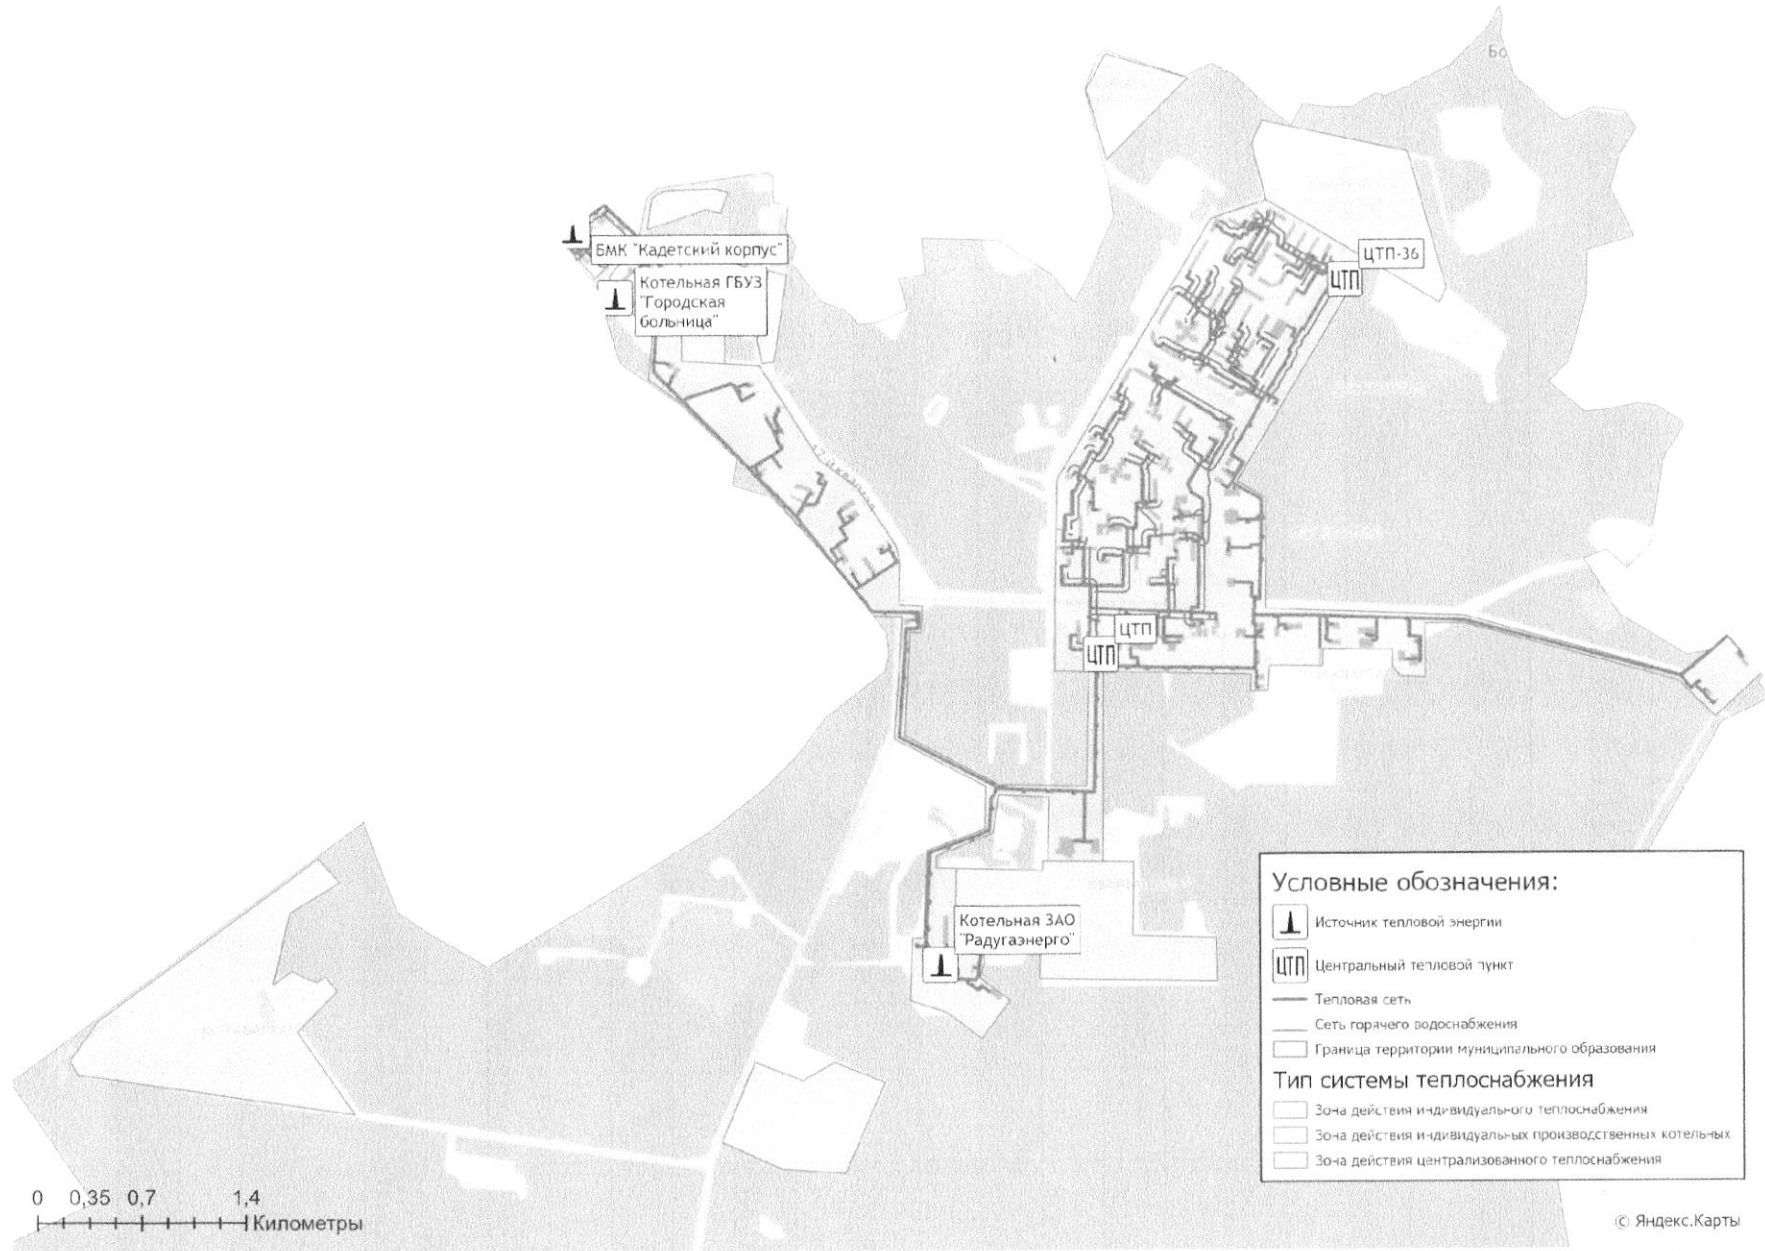 Бо
ЦТП-36
ЦТП
БМК "Кадетский корпус"
Котельная ГБУЗ
"Городская
больница"
17-й квартал
ЦТП
ЦТП
Котельная ЗАО
"Радугаэнерго"
Условные обозначения:
Источник тепловой энергии
ЦТП Центральный тепловой пункт
Тепловая сеть
Сеть горячего водоснабжения
Граница территории муниципального образования
Тип системы теплоснабжения
Зона действия индивидуального теплоснабжения
Зона действия индивидуальных производственных котельных
Зона действия централизованного теплоснабжения
0 0,35 0,7 1,4
Километры
© Яндекс.Карты